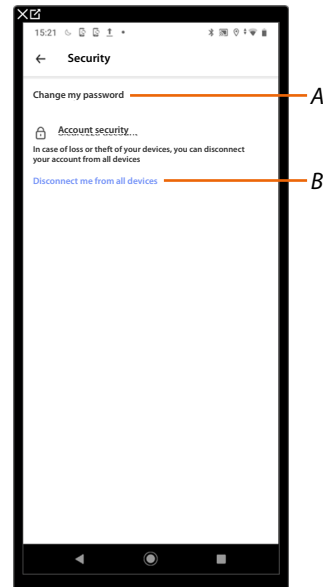 15:21
Security
Change my password
A
Account security
In case of loss or theft of your devices, you can disconnect
your account from all devices
Disconnect me from all devices
B